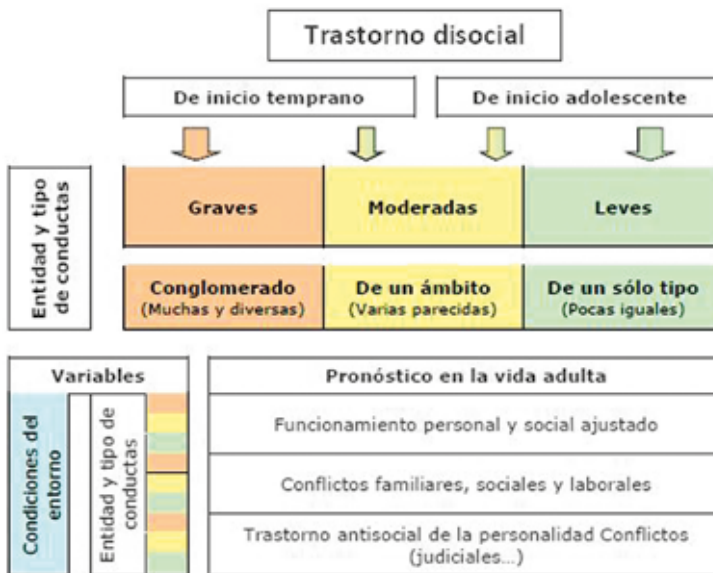 Trastorno disocial
De inicio temprano
De inicio adolescente
Entidad y tipo
de conductas
Graves
Moderadas
Leves
Conglomerado
(Muchas y diversas)
De un ámbito
(Varias parecidas)
De un sólo tipo
(Pocas iguales)
Variables
Condiciones del
entorno
Entidad y tipo de
conductas
Pronóstico en la vida adulta
Funcionamiento personal y social ajustado
Conflictos familiares, sociales y laborales
Trastorno antisocial de la personalidad Conflictos
(judiciales...)